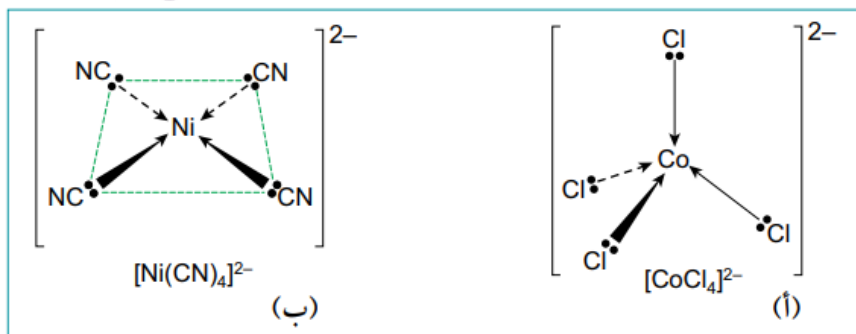 2–
NC
CN
Ni
NC
CN
[Ni(CN)₄]²⁻
(ب)
2–
Cl
Co
Cl
Cl
Cl
[CoCl₄]²⁻
(أ)